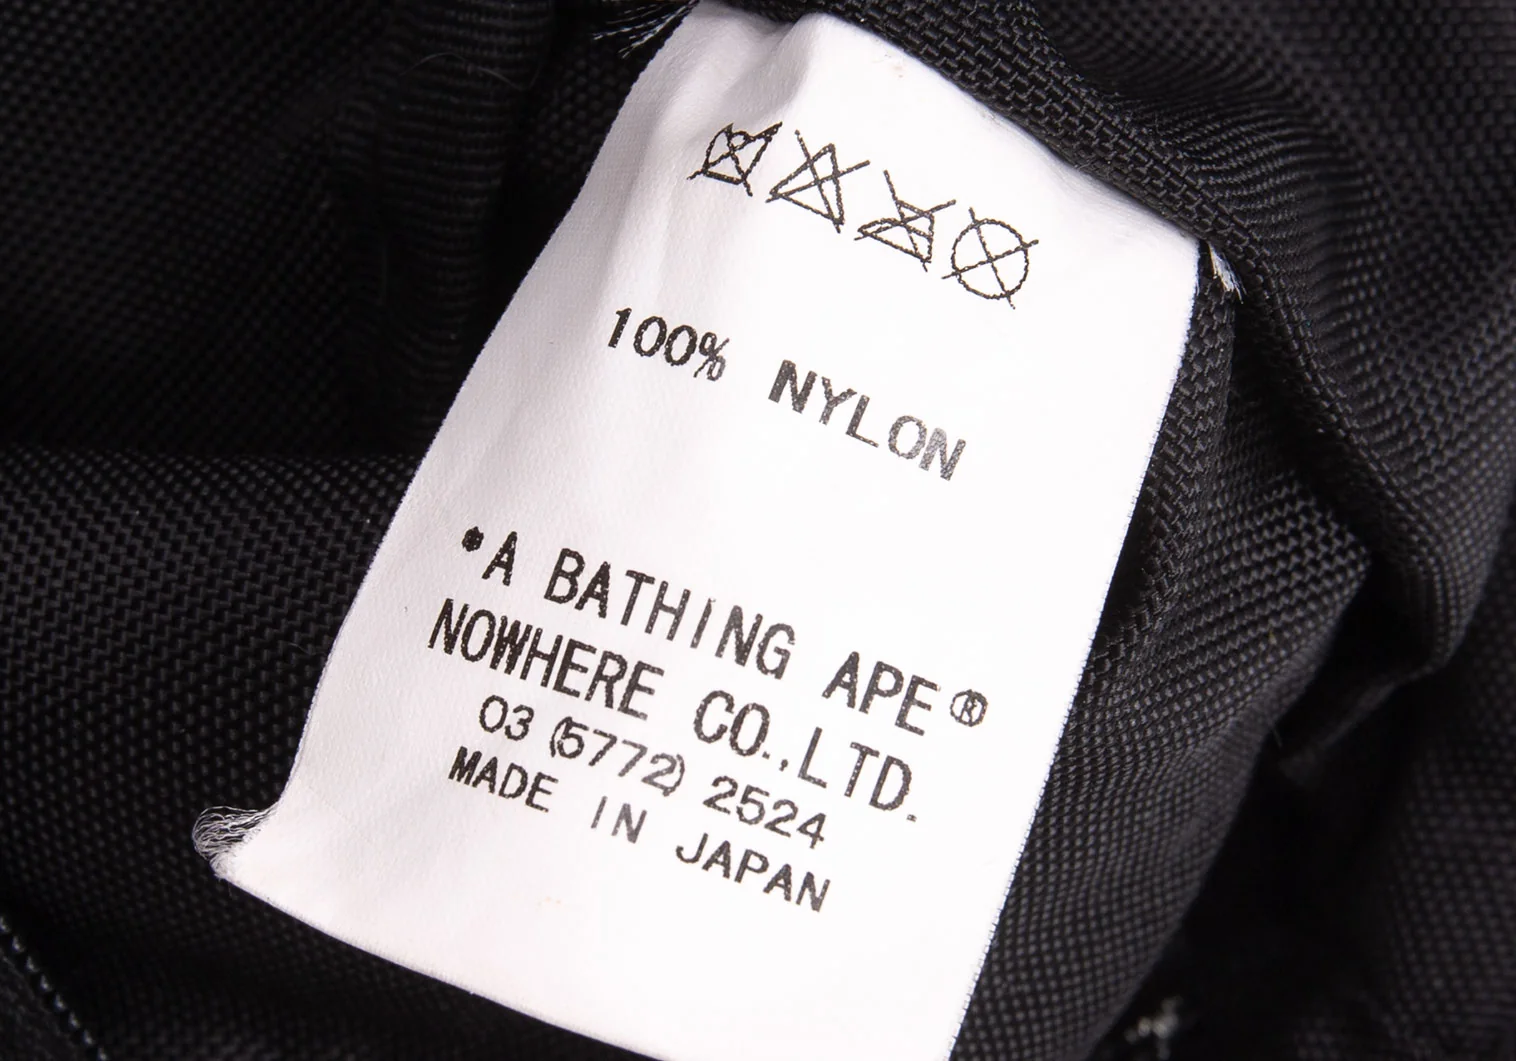 100% NYLON
•A BATHING APE®
NOWHERE CO.,LTD.
03 (5772) 2524
MADE IN JAPAN